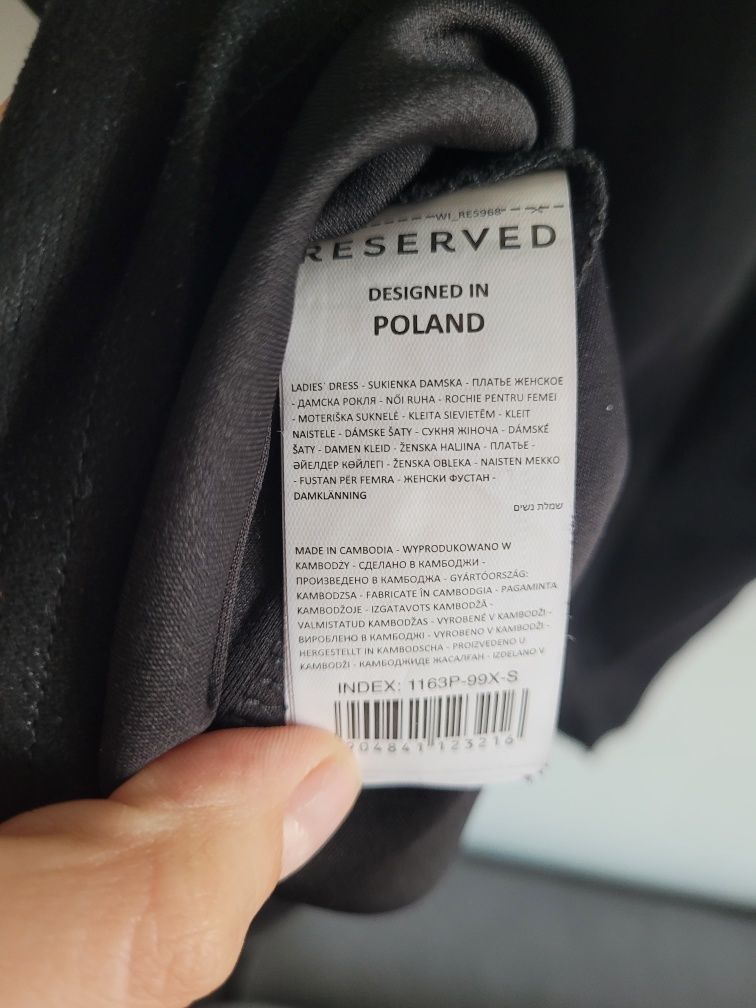 WI_RE5968
RESERVED
DESIGNED IN
POLAND
LADIES' DRESS - SUKIENKA DAMSKA - ПЛАТЬЕ ЖЕНСКОЕ
- ДАМСКА РОКЛЯ - NŐI RUHA - ROCHIE PENTRU FEMEI
- MOTERIŠKA SUKNELĖ - KLEITA SIEVIETĒM - KLEIT
NAISTELE - DÁMSKE ŠATY - СУКНЯ ЖІНОЧА - DÁMSKÉ
ŠATY - DAMEN KLEID - ŽENSKA HALJINA - ПЛАТЬЕ -
ӘЙЕЛДЕР КӨЙЛЕГІ - ŽENSKA OBLEKA - NAISTEN MEKKO
- FUSTAN PËR FEMRA - ЖЕНСКИ ФУСТАН -
DAMKLÄNNING
שמלת נשים
MADE IN CAMBODIA - WYPRODUKOWANO W
KAMBODŻY - СДЕЛАНО В КАМБОДЖИ -
ПРОИЗВЕДЕНО В КАМБОДЖА - GYÁRTÓORSZÁG:
KAMBODZSA - FABRICATE ÎN CAMBODGIA - PAGAMINTA
KAMBODŽOJE - IZGATAVOTS KAMBODŽĀ -
VALMISTATUD KAMBODŽAS - VYROBENÉ V KAMBODŽI -
ВИРОБЛЕНО В КАМБОДЖІ - VYROBENO V KAMBODŽI -
HERGESTELLT IN KAMBODSCHA - PROIZVEDENO U
KAMBODŽI - КАМБОДЖИДЕ ЖАСАЛҒАН - IZDELANO V
INDEX: 1163P-99X-S
904841 123216